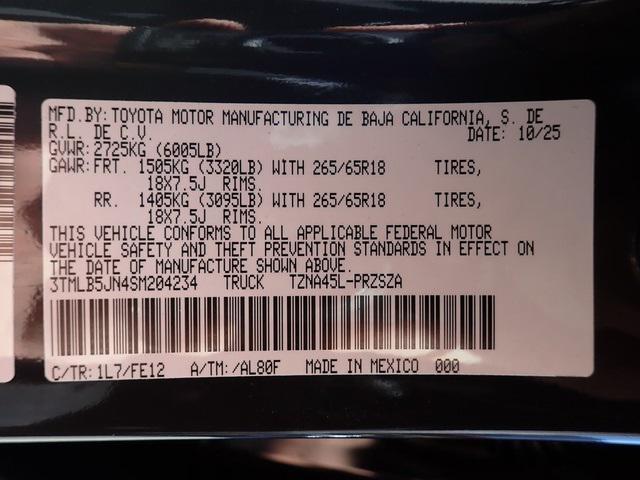 MFD.BY:TOYOTA MOTOR MANUFACTURING DE BAJA CALIFORNIA, S. DE
R.L. DE C.V. DATE: 10/25
GVWR:2725KG (6005LB)
GAWR:FRT. 1505KG (3320LB) WITH 265/65R18 TIRES,
18X7.5J RIMS.
RR. 1405KG (3095LB) WITH 265/65R18 TIRES,
18X7.5J RIMS.
THIS VEHICLE CONFORMS TO ALL APPLICABLE FEDERAL MOTOR
VEHICLE SAFETY AND THEFT PREVENTION STANDARDS IN EFFECT ON
THE DATE OF MANUFACTURE SHOWN ABOVE.
3TMLB5JN4SM204234 TRUCK TZNA45L-PRZSZA
C/TR:1L7/FE12 A/TM:/AL80F MADE IN MEXICO 000